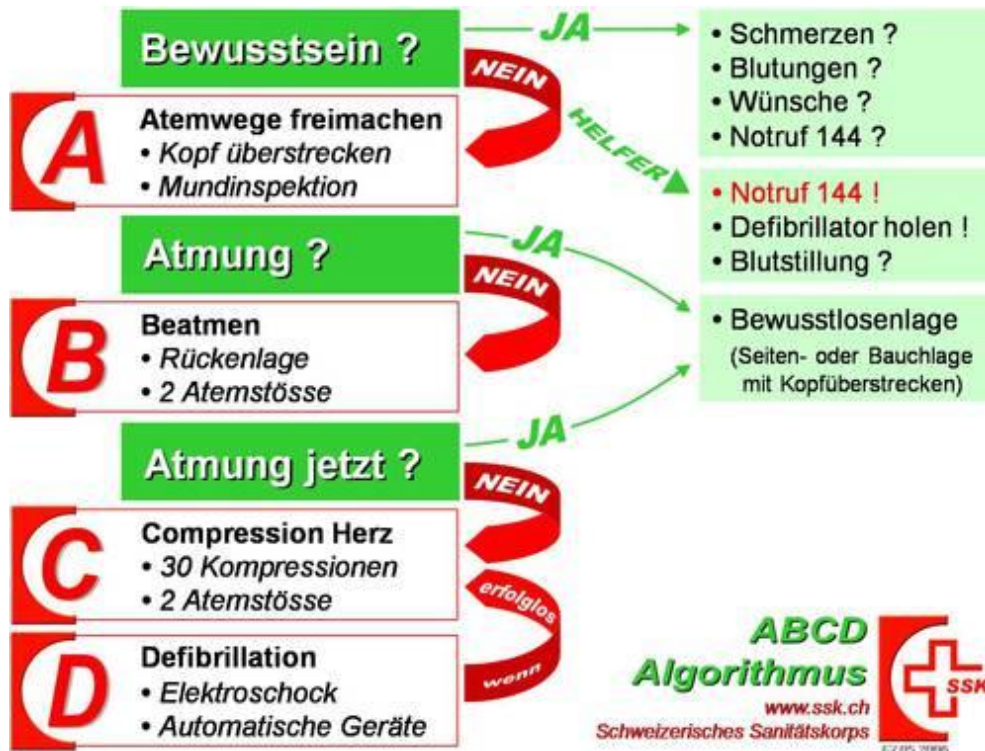 Bewusstsein ?
JA
• Schmerzen ?
• Blutungen ?
• Wünsche ?
• Notruf 144 ?
NEIN
HELFER
A
Atemwege freimachen
• Kopf überstrecken
• Mundinspektion
• Notruf 144 !
• Defibrillator holen !
• Blutstillung ?
Atmung ?
JA
NEIN
B
Beatmen
• Rückenlage
• 2 Atemstösse
• Bewusstlosenlage
(Seiten- oder Bauchlage
mit Kopfüberstrecken)
Atmung jetzt ?
JA
NEIN
C
Compression Herz
• 30 Kompressionen
• 2 Atemstösse
wenn
erfolglos
D
Defibrillation
• Elektroschock
• Automatische Geräte
ABCD
Algorithmus
www.ssk.ch
Schweizerisches Sanitätskorps
SSK